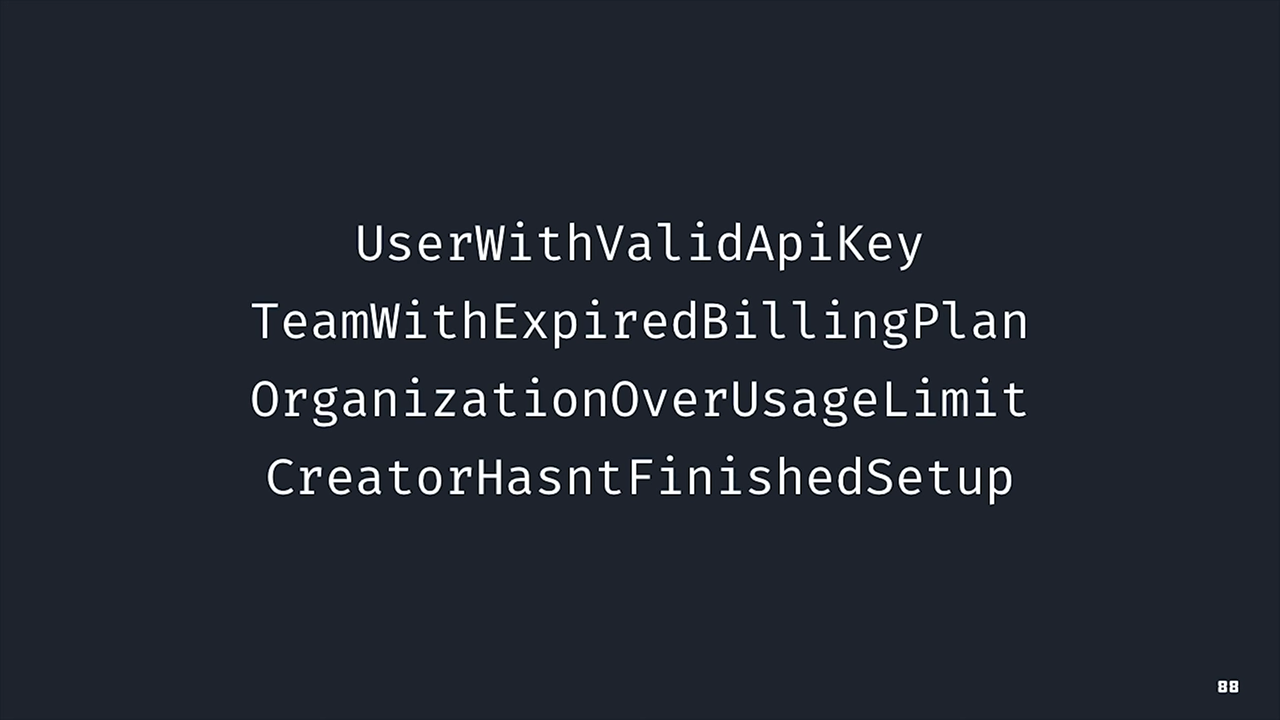 UserWithValidApiKey
TeamWithExpiredBillingPlan
OrganizationOverUsageLimit
CreatorHasntFinishedSetup
88